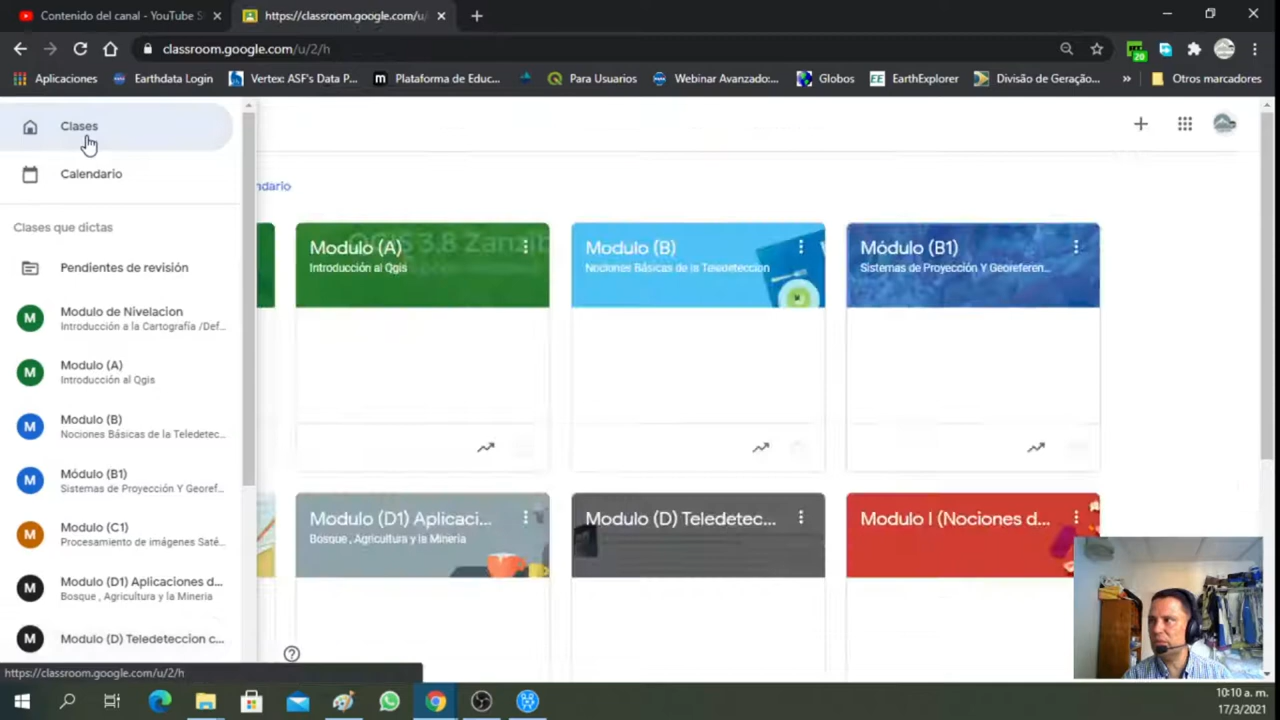 Contenido del canal - YouTube S
https://classroom.google.com/u/
classroom.google.com/u/2/h
20
Aplicaciones
Earthdata Login
Vertex: ASF's Data P...
Plataforma de Educ...
Para Usuarios
Webinar Avanzado:...
Globos
EE
EarthExplorer
Divisão de Geração...
»
Otros marcadores
Clases
Calendario
ndario
Clases que dictas
Pendientes de revisión
M
Modulo de Nivelacion
Introducción a la Cartografía /Def...
M
Modulo (A)
Introducción al Qgis
M
Modulo (B)
Nociones Básicas de la Teledetec...
M
Módulo (B1)
Sistemas de Proyección Y Georef...
M
Modulo (C1)
Procesamiento de imágenes Saté...
M
Modulo (D1) Aplicaciones d...
Bosque , Agricultura y la Mineria
M
Modulo (D) Teledeteccion c...
Modulo (A)
QGIS 3.8 Zanzib
Introducción al Qgis
Modulo (B)
Nociones Básicas de la Teledeteccion
Módulo (B1)
Sistemas de Proyección Y Georeferen...
Modulo (D1) Aplicaci...
Bosque , Agricultura y la Mineria
Modulo (D) Teledetec...
Modulo I (Nociones d...
https://classroom.google.com/u/2/h
10:10 a. m.
17/3/2021